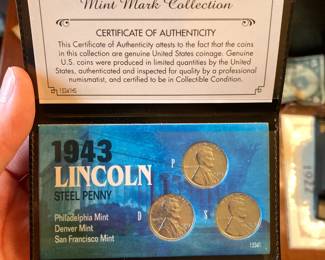 Mint Mark Collection
CERTIFICATE OF AUTHENTICITY
This Certificate of Authenticity attests to the fact that the coins
in this collection are genuine United States coinage. Genuine
U.S. coins were produced in limited quantities by the United
States, authenticated and inspected for quality by a professional
numismatist, and certified to be in Collectible Condition.
13341HS
1943
LINCOLN
STEEL PENNY
Philadelphia Mint
Denver Mint
San Francisco Mint
P
D
S
13341
1922